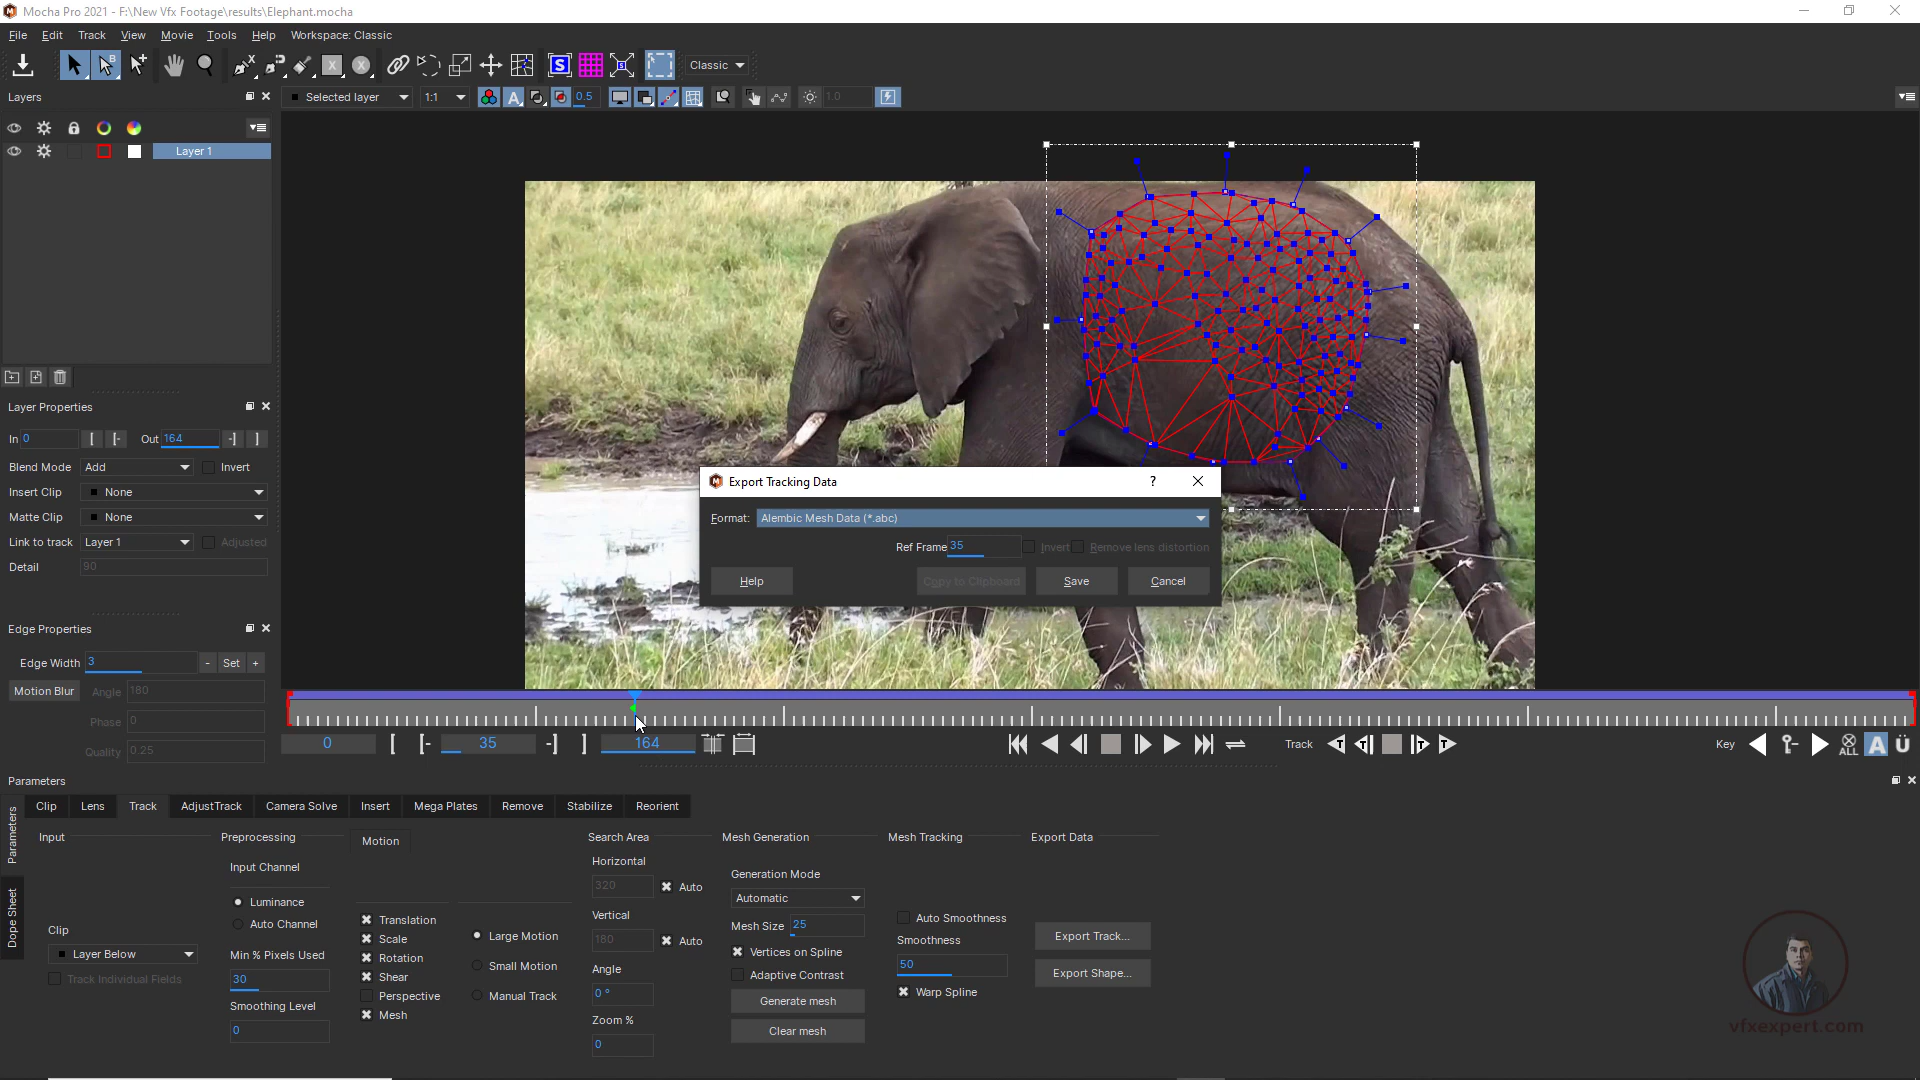 Mocha Pro 2021 - F:\New Vfx Footage\results\Elephant.mocha
File Edit Track View Movie Tools Help Workspace: Classic
Classic
Layers
Selected layer 1:1 A 0.5 1.0
Layer 1
Layer Properties
In 0 [ [- Out 164 -] ]
Blend Mode Add Invert
Insert Clip None
Matte Clip None
Link to track Layer 1 Adjusted
Detail 90
Edge Properties
Edge Width 3 - Set +
Motion Blur Angle 180
Phase 0
Quality 0.25
Export Tracking Data ?
Format: Alembic Mesh Data (*.abc)
Ref Frame 35 Invert Remove lens distortion
Help Copy to Clipboard Save Cancel
0 [ [- 35 -] ] 164 Track T T T T Key ALL A
Parameters
Parameters
Dope Sheet
Clip Lens Track AdjustTrack Camera Solve Insert Mega Plates Remove Stabilize Reorient
Input
Clip
Layer Below
Track Individual Fields
Preprocessing
Input Channel
Luminance
Auto Channel
Min % Pixels Used
30
Smoothing Level
0
Motion
Translation
Scale
Rotation
Shear
Perspective
Mesh
Large Motion
Small Motion
Manual Track
Search Area
Horizontal
320 Auto
Vertical
180 Auto
Angle
0 °
Zoom %
0
Mesh Generation
Generation Mode
Automatic
Mesh Size 25
Vertices on Spline
Adaptive Contrast
Generate mesh
Clear mesh
Mesh Tracking
Auto Smoothness
Smoothness
50
Warp Spline
Export Data
Export Track...
Export Shape...
vfxexpert.com